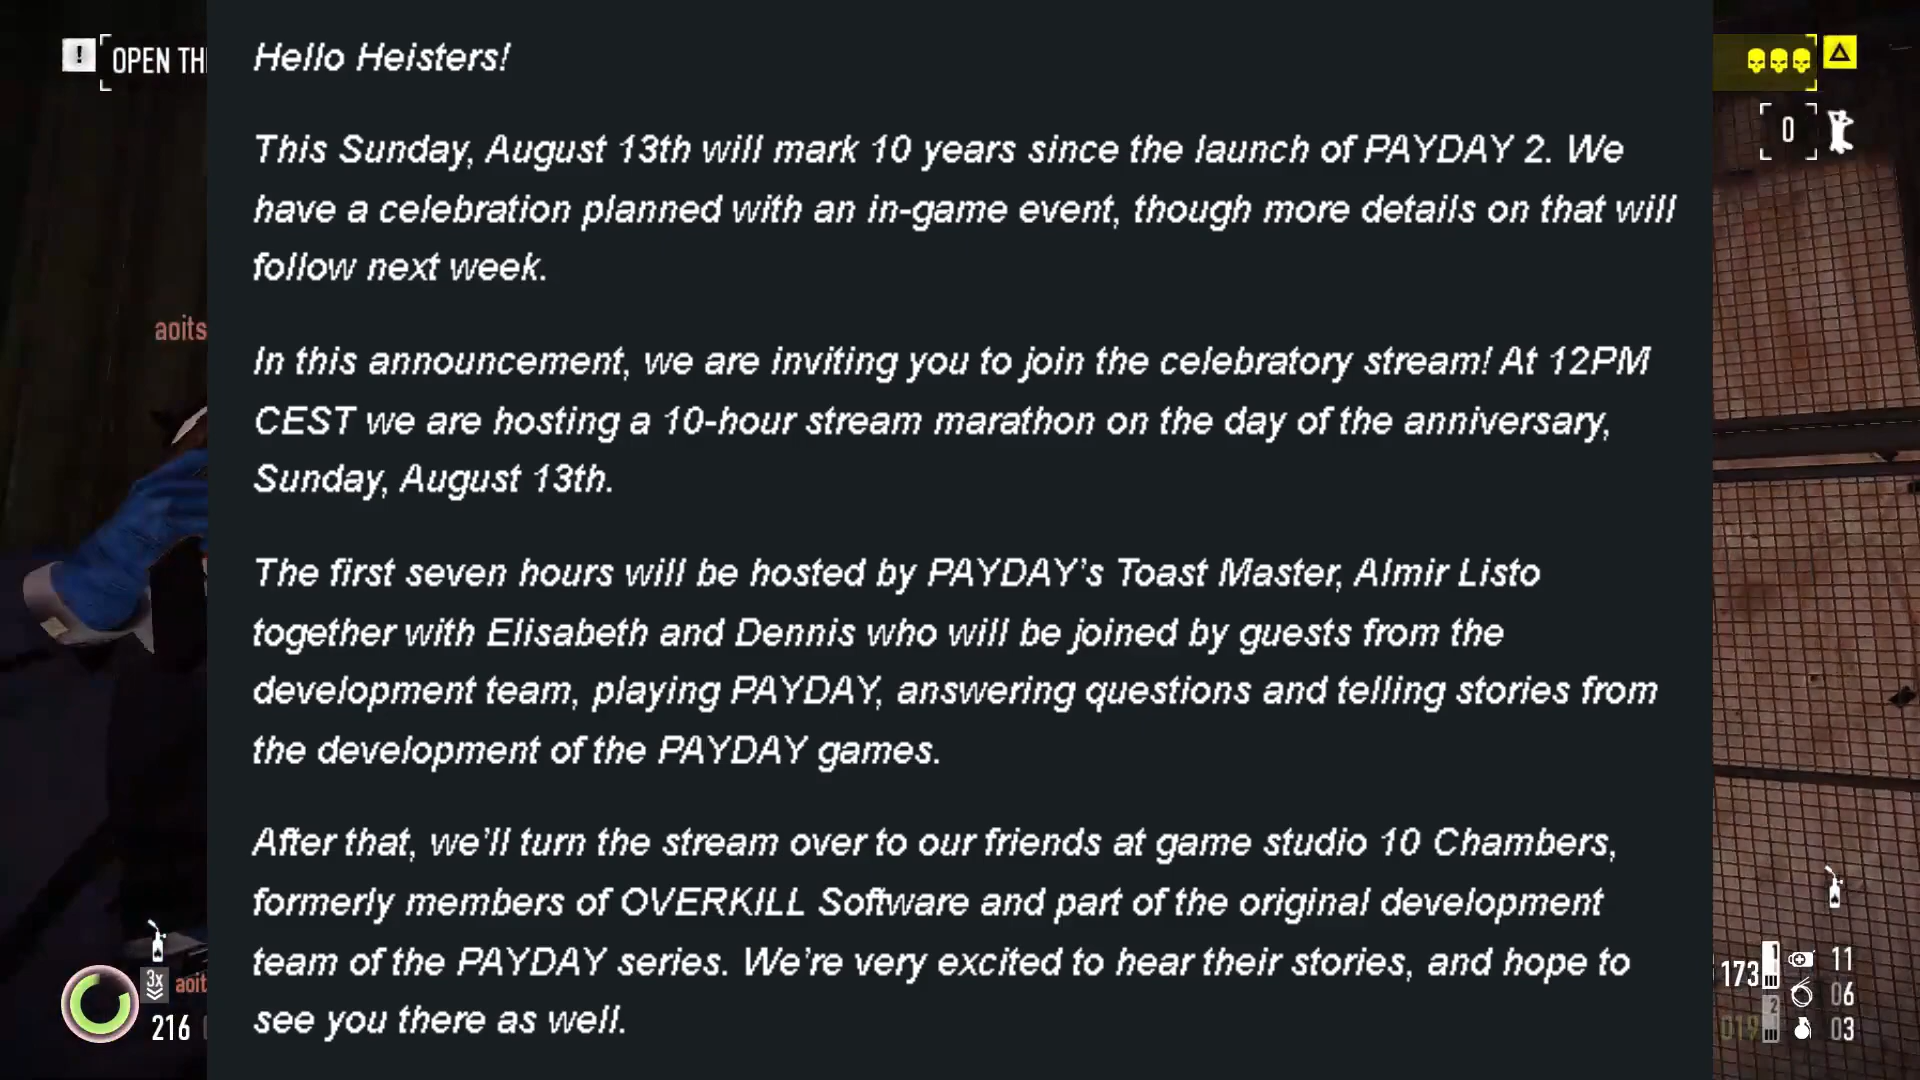 !
OPEN TH
0
aoits
Hello Heisters!
This Sunday, August 13th will mark 10 years since the launch of PAYDAY 2. We
have a celebration planned with an in-game event, though more details on that will
follow next week.
In this announcement, we are inviting you to join the celebratory stream! At 12PM
CEST we are hosting a 10-hour stream marathon on the day of the anniversary,
Sunday, August 13th.
The first seven hours will be hosted by PAYDAY’s Toast Master, Almir Listo
together with Elisabeth and Dennis who will be joined by guests from the
development team, playing PAYDAY, answering questions and telling stories from
the development of the PAYDAY games.
After that, we’ll turn the stream over to our friends at game studio 10 Chambers,
formerly members of OVERKILL Software and part of the original development
team of the PAYDAY series. We’re very excited to hear their stories, and hope to
see you there as well.
3x
aoit
216
173 1 11
06
019 2 03